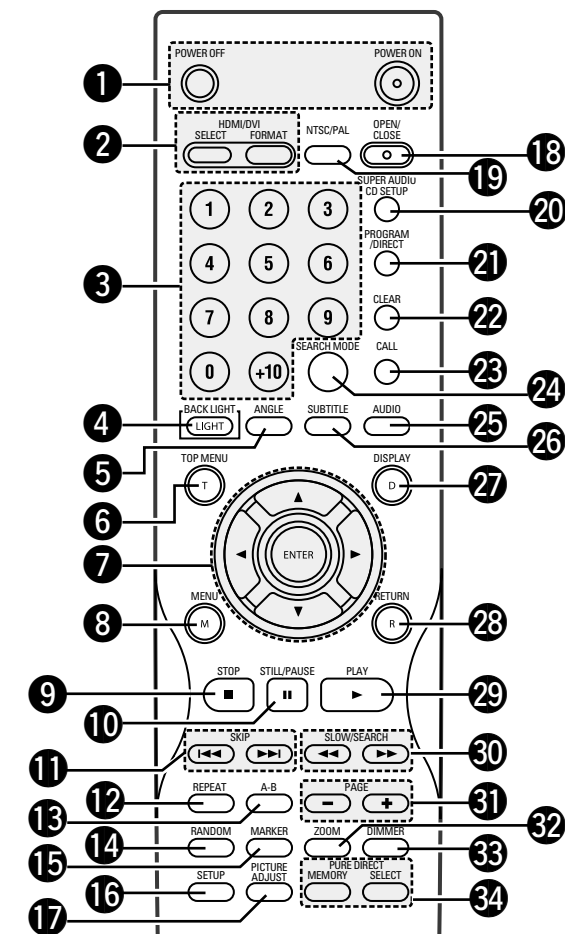 POWER OFF POWER ON
1
HDMI/DVI
SELECT FORMAT
NTSC/PAL
OPEN/
CLOSE
2
18
19
SUPER AUDIO
CD SETUP
20
1 2 3
PROGRAM
/DIRECT
21
4 5 6
3
CLEAR
22
7 8 9
SEARCH MODE
CALL
23
0 +10
24
BACK LIGHT
LIGHT
ANGLE
SUBTITLE
AUDIO
4
25
5
26
TOP MENU
T
DISPLAY
D
6
27
7
ENTER
MENU
M
RETURN
R
8
28
STOP
STILL/PAUSE
PLAY
9
29
10
SKIP
SLOW/SEARCH
11
30
REPEAT
A-B
PAGE
12
− +
31
13
32
RANDOM
MARKER
ZOOM
DIMMER
14
15
33
SETUP
PICTURE
ADJUST
PURE DIRECT
MEMORY SELECT
16
34
17